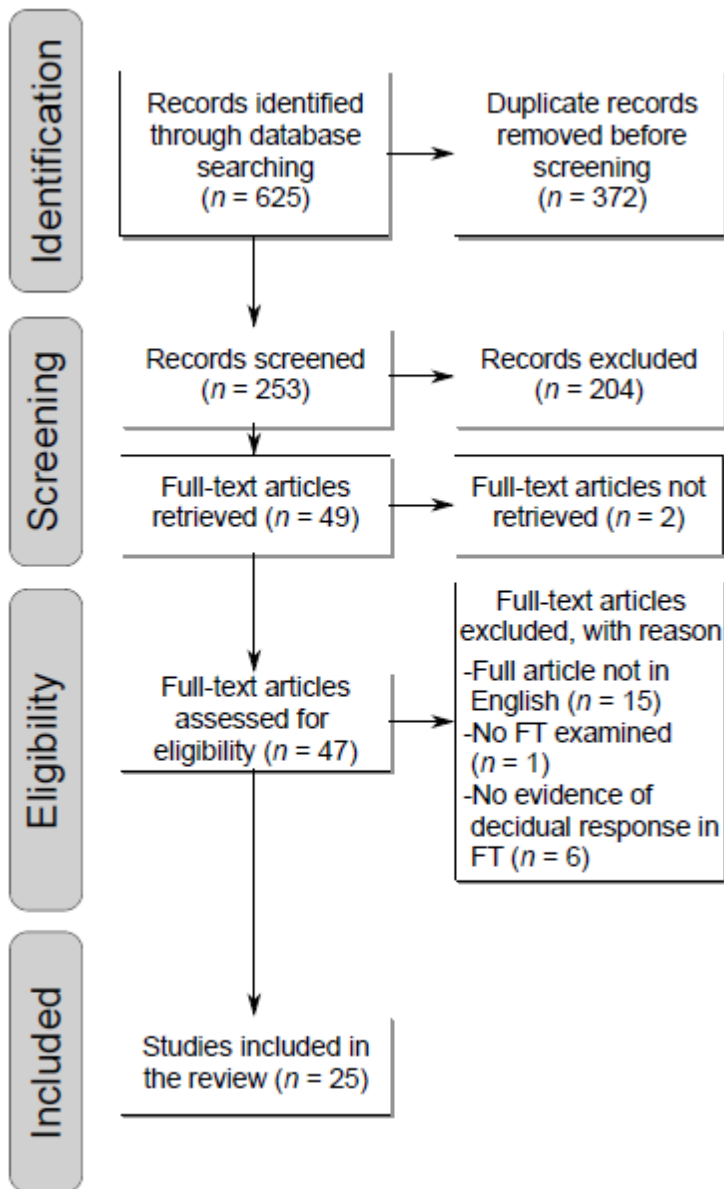 Identification
Records identified
through database
searching
(n = 625)
Duplicate records
removed before
screening
(n = 372)
Screening
Records screened
(n = 253)
Records excluded
(n = 204)
Full-text articles
retrieved (n = 49)
Full-text articles not
retrieved (n = 2)
Eligibility
Full-text articles
assessed for
eligibility (n = 47)
Full-text articles
excluded, with reason
-Full article not in
English (n = 15)
-No FT examined
(n = 1)
-No evidence of
decidual response in
FT (n = 6)
Included
Studies included in
the review (n = 25)